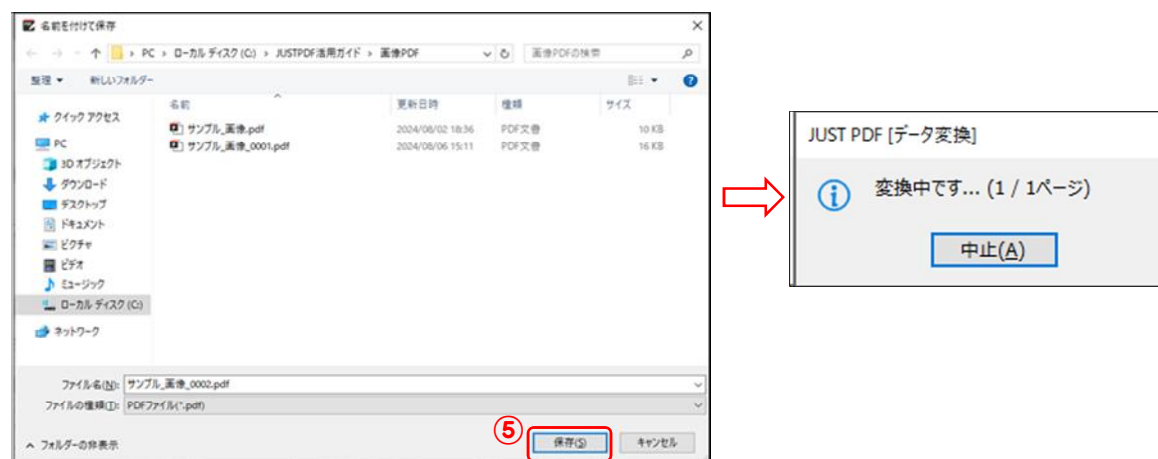 名前を付けて保存
PC › ローカル ディスク (C:) › JUSTPDF活用ガイド › 画像PDF
画像PDFの検索
整理 新しいフォルダー
名前 更新日時 種類 サイズ
サンプル_画像.pdf 2024/08/02 18:36 PDF文書 10 KB
サンプル_画像_0001.pdf 2024/08/06 15:11 PDF文書 16 KB
クイック アクセス
PC
3D オブジェクト
ダウンロード
デスクトップ
ドキュメント
ピクチャ
ビデオ
ミュージック
ローカル ディスク (C:)
ネットワーク
ファイル名(N): サンプル_画像_0002.pdf
ファイルの種類(T): PDFファイル(*.pdf)
フォルダーの非表示
⑤
保存(S) キャンセル
JUST PDF [データ変換]
変換中です... (1 / 1ページ)
中止(A)